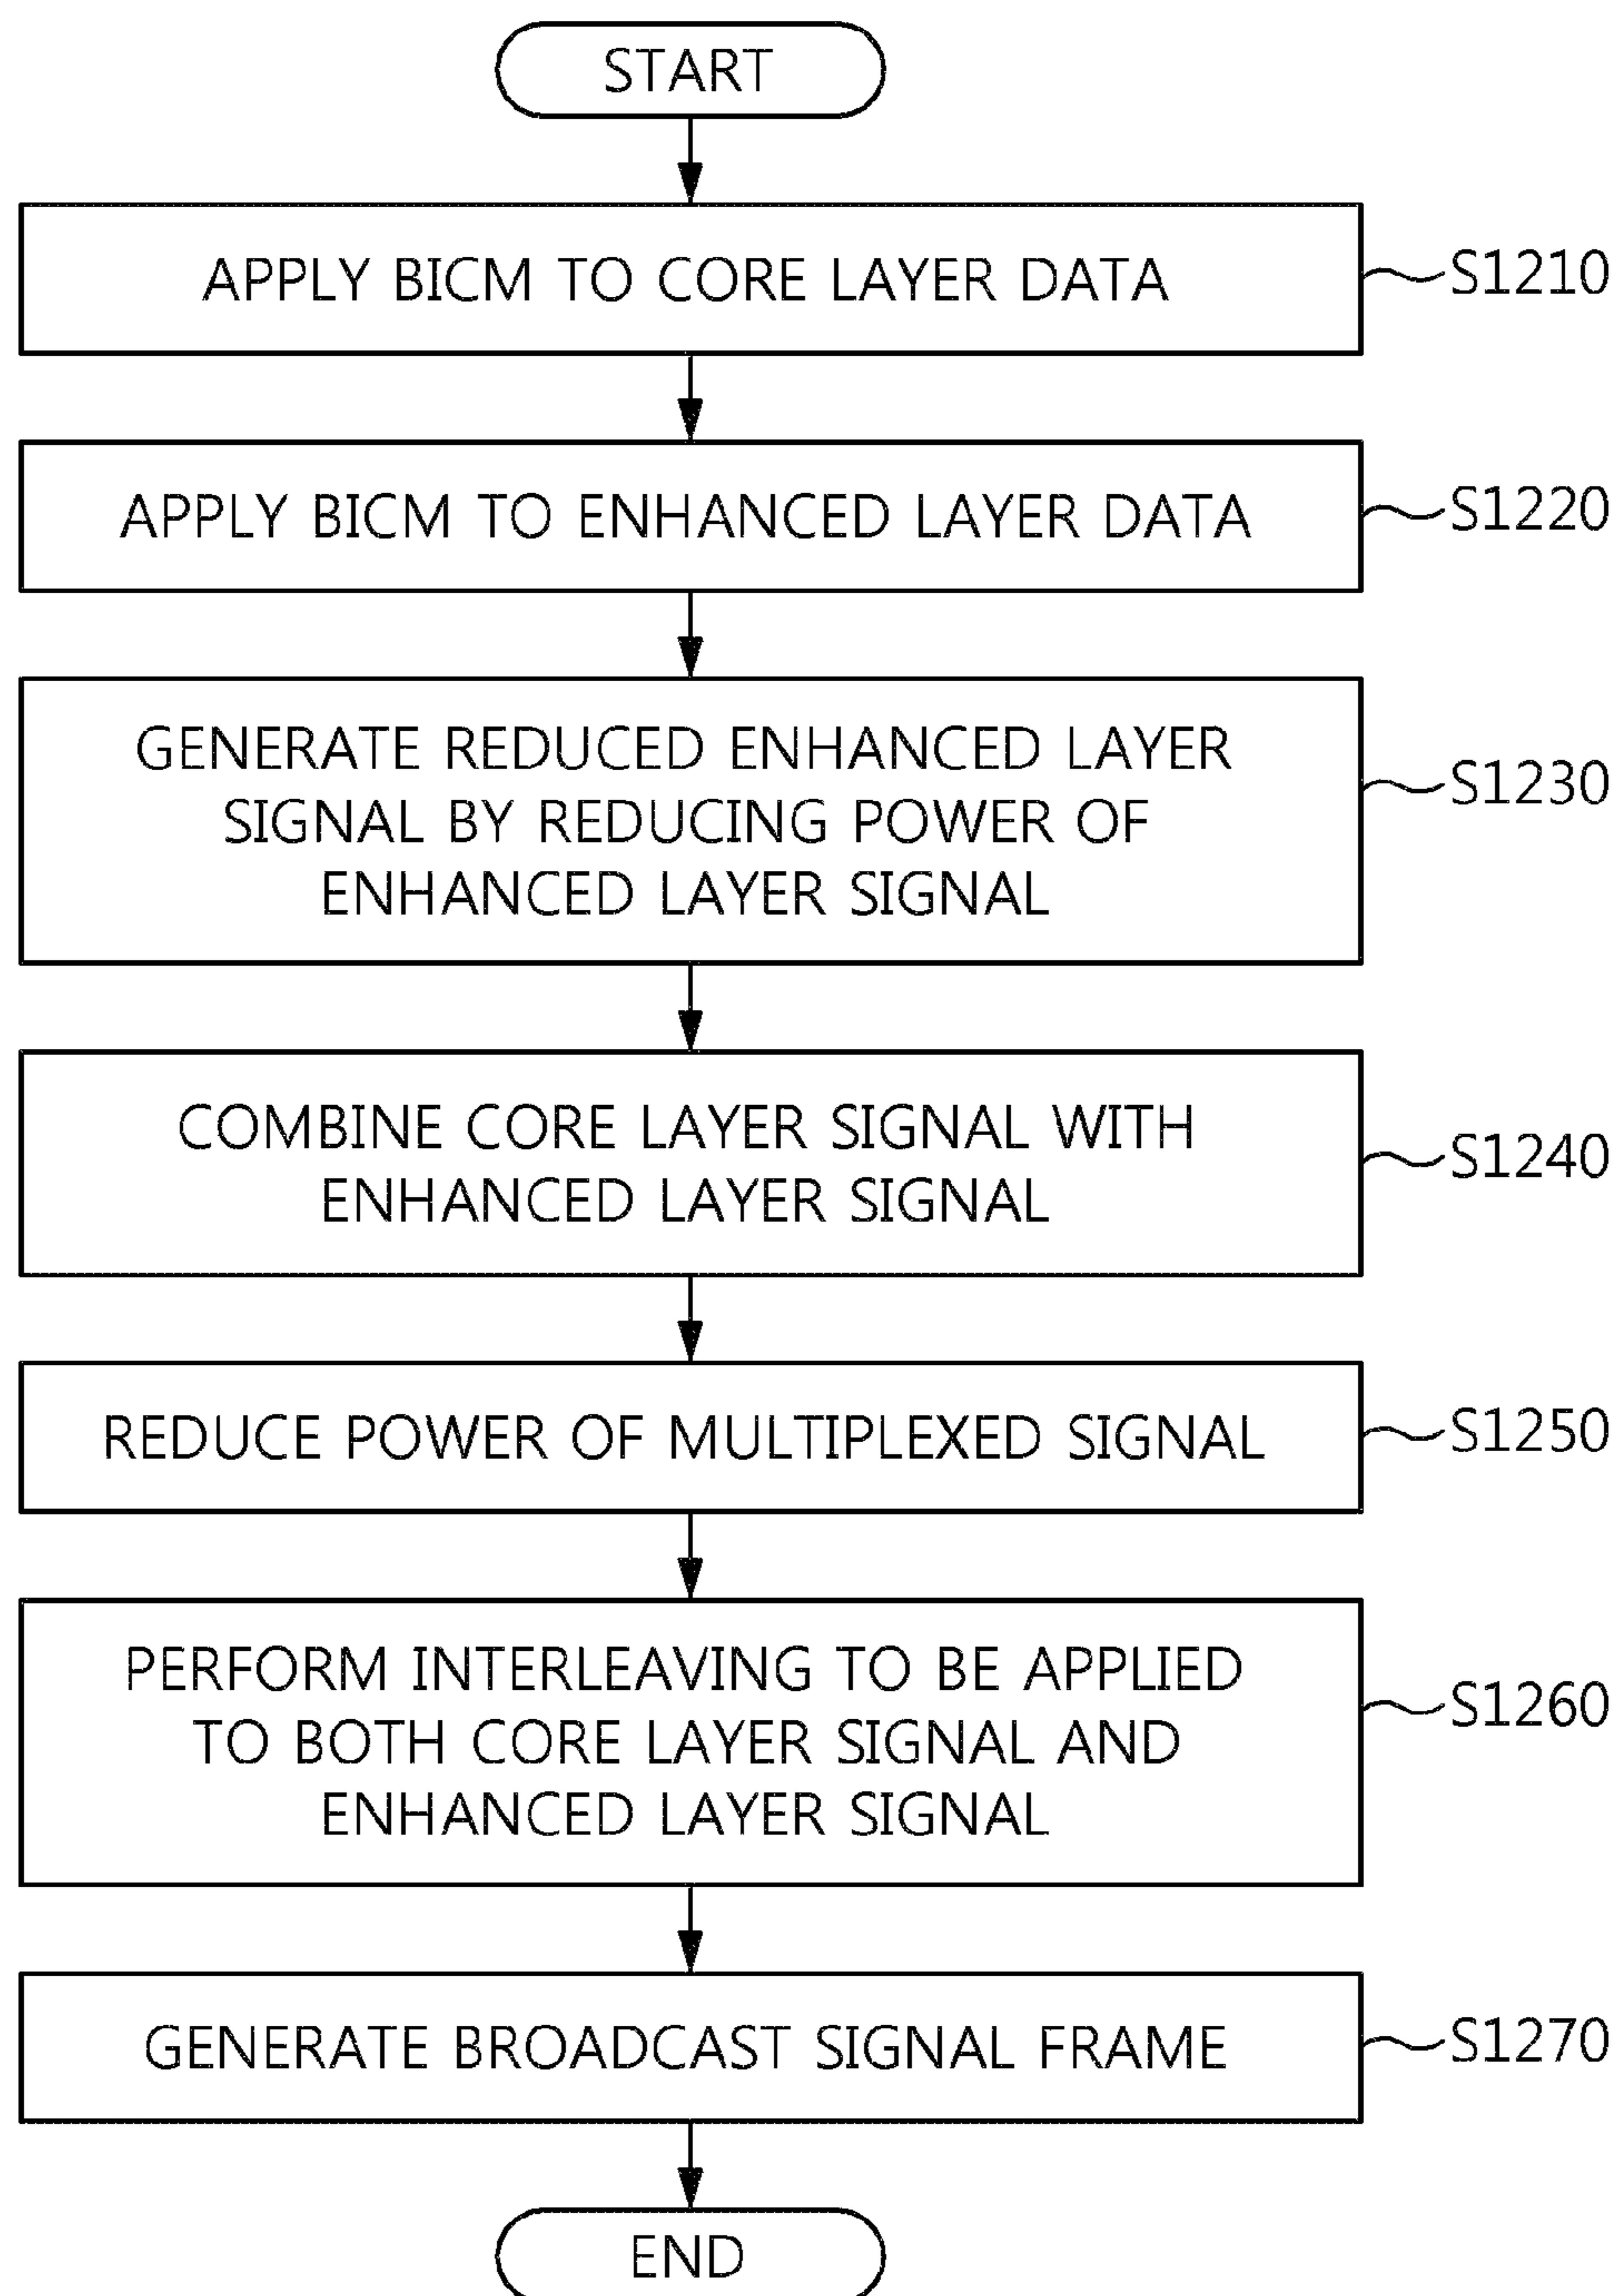 START
APPLY BICM TO CORE LAYER DATA
S1210
APPLY BICM TO ENHANCED LAYER DATA
S1220
GENERATE REDUCED ENHANCED LAYER
SIGNAL BY REDUCING POWER OF
ENHANCED LAYER SIGNAL
S1230
COMBINE CORE LAYER SIGNAL WITH
ENHANCED LAYER SIGNAL
S1240
REDUCE POWER OF MULTIPLEXED SIGNAL
S1250
PERFORM INTERLEAVING TO BE APPLIED
TO BOTH CORE LAYER SIGNAL AND
ENHANCED LAYER SIGNAL
S1260
GENERATE BROADCAST SIGNAL FRAME
S1270
END